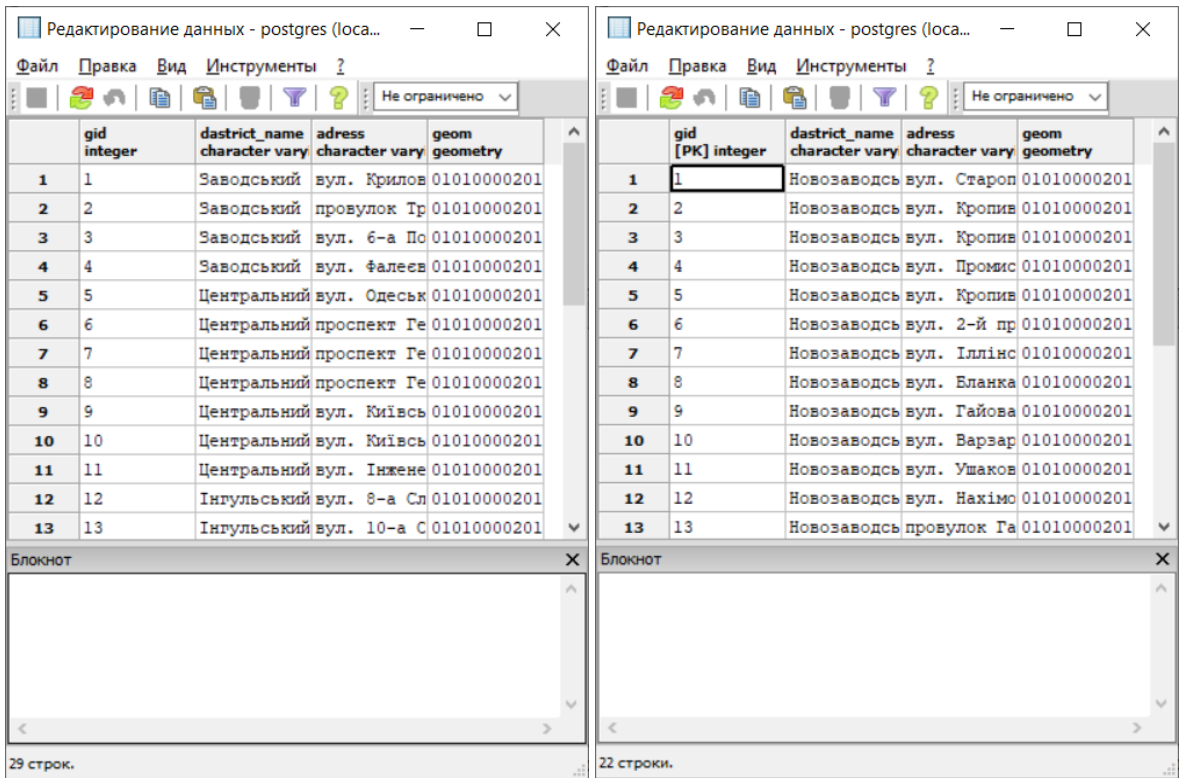 Редактирование данных - postgres (loca...
Файл Правка Вид Инструменты ?
Не ограничено
gid integer dastrict_name character vary adress character vary geom geometry
1 1 Заводський вул. Крилов 01010000201
2 2 Заводський провулок Тр 01010000201
3 3 Заводський вул. 6-а По 01010000201
4 4 Заводський вул. Фалеєв 01010000201
5 5 Центральний вул. Одеськ 01010000201
6 6 Центральний проспект Ге 01010000201
7 7 Центральний проспект Ге 01010000201
8 8 Центральний проспект Ге 01010000201
9 9 Центральний вул. Київсь 01010000201
10 10 Центральний вул. Київсь 01010000201
11 11 Центральний вул. Інжене 01010000201
12 12 Інгульський вул. 8-а Сл 01010000201
13 13 Інгульський вул. 10-а С 01010000201
Блокнот
29 строк.
Редактирование данных - postgres (loca...
Файл Правка Вид Инструменты ?
Не ограничено
gid [PK] integer dastrict_name character vary adress character vary geom geometry
1 1 Новозаводсь вул. Староп 01010000201
2 2 Новозаводсь вул. Кропив 01010000201
3 3 Новозаводсь вул. Кропив 01010000201
4 4 Новозаводсь вул. Промис 01010000201
5 5 Новозаводсь вул. Кропив 01010000201
6 6 Новозаводсь вул. 2-й пр 01010000201
7 7 Новозаводсь вул. Іллінс 01010000201
8 8 Новозаводсь вул. Бланка 01010000201
9 9 Новозаводсь вул. Гайова 01010000201
10 10 Новозаводсь вул. Варзар 01010000201
11 11 Новозаводсь вул. Ушаков 01010000201
12 12 Новозаводсь вул. Нахімо 01010000201
13 13 Новозаводсь провулок Га 01010000201
Блокнот
22 строки.